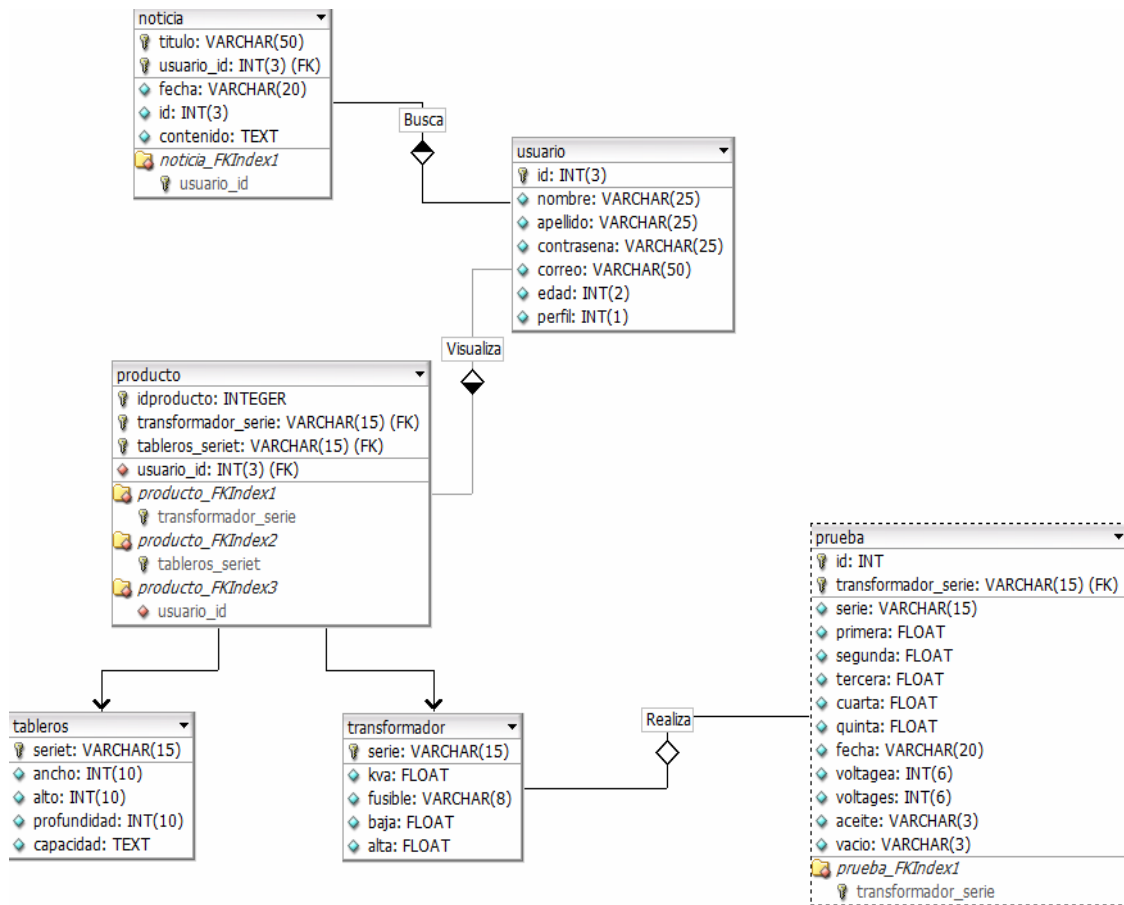 noticia
titulo: VARCHAR(50)
usuario_id: INT(3) (FK)
fecha: VARCHAR(20)
id: INT(3)
contenido: TEXT
noticia_FKIndex1
usuario_id
Busca
usuario
id: INT(3)
nombre: VARCHAR(25)
apellido: VARCHAR(25)
contrasena: VARCHAR(25)
correo: VARCHAR(50)
edad: INT(2)
perfil: INT(1)
Visualiza
producto
idproducto: INTEGER
transformador_serie: VARCHAR(15) (FK)
tableros_seriet: VARCHAR(15) (FK)
usuario_id: INT(3) (FK)
producto_FKIndex1
transformador_serie
producto_FKIndex2
tableros_seriet
producto_FKIndex3
usuario_id
tableros
seriet: VARCHAR(15)
ancho: INT(10)
alto: INT(10)
profundidad: INT(10)
capacidad: TEXT
transformador
serie: VARCHAR(15)
kva: FLOAT
fusible: VARCHAR(8)
baja: FLOAT
alta: FLOAT
Realiza
prueba
id: INT
transformador_serie: VARCHAR(15) (FK)
serie: VARCHAR(15)
primera: FLOAT
segunda: FLOAT
tercera: FLOAT
cuarta: FLOAT
quinta: FLOAT
fecha: VARCHAR(20)
voltagea: INT(6)
voltages: INT(6)
aceite: VARCHAR(3)
vacio: VARCHAR(3)
prueba_FKIndex1
transformador_serie